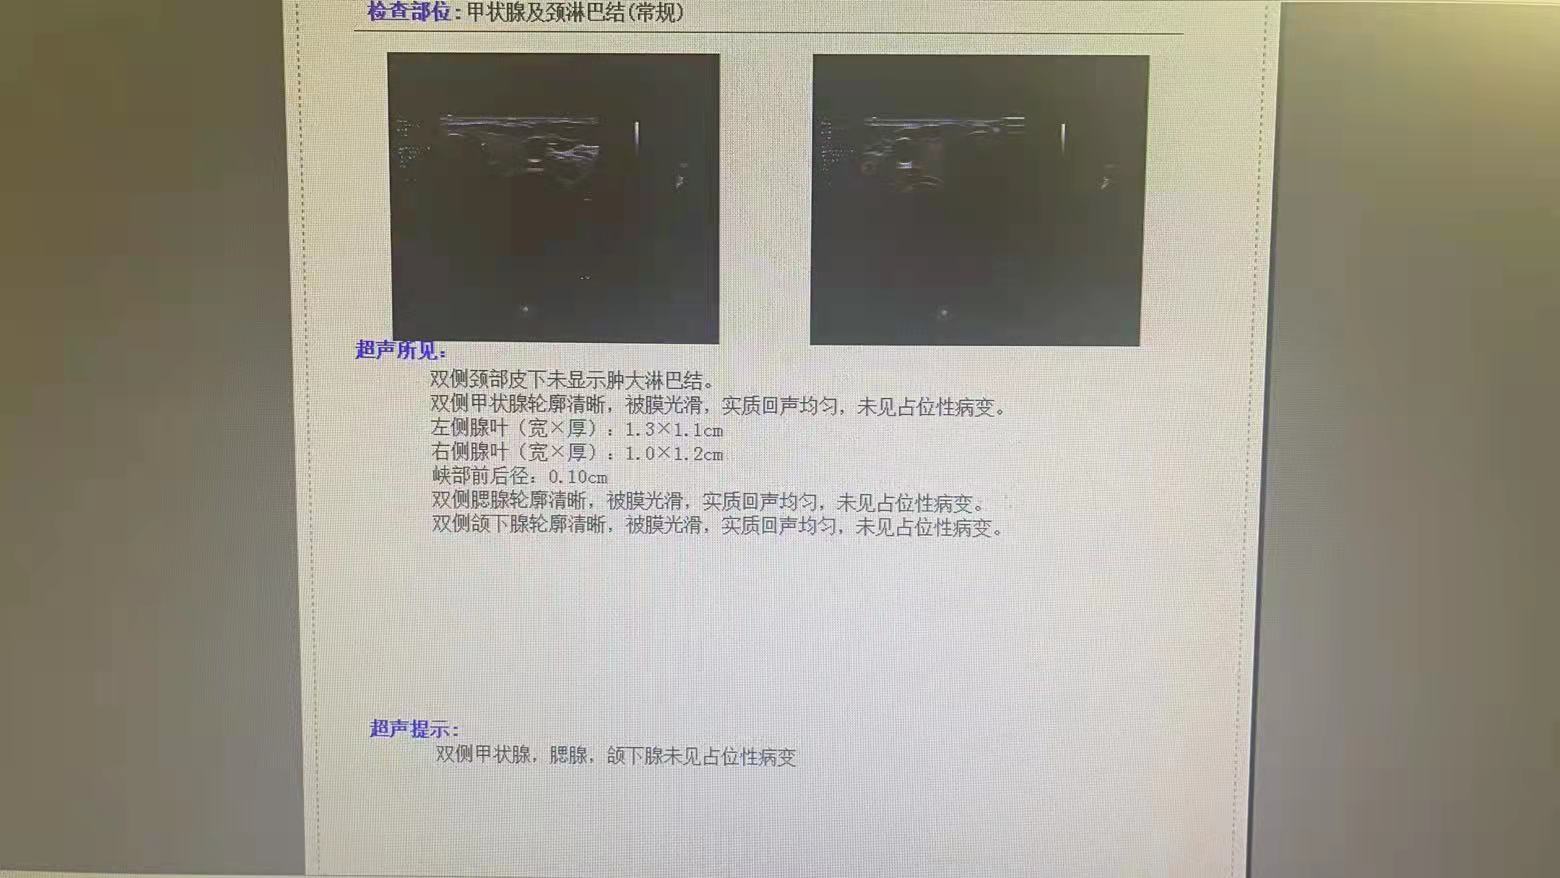 检查部位:甲状腺及颈淋巴结(常规)
超声所见:
双侧颈部皮下未显示肿大淋巴结。
双侧甲状腺轮廓清晰，被膜光滑，实质回声均匀，未见占位性病变。
左侧腺叶（宽×厚）：1.3×1.1cm
右侧腺叶（宽×厚）：1.0×1.2cm
峡部前后径：0.10cm
双侧腮腺轮廓清晰，被膜光滑，实质回声均匀，未见占位性病变。
双侧颌下腺轮廓清晰，被膜光滑，实质回声均匀，未见占位性病变。
超声提示:
双侧甲状腺，腮腺，颌下腺未见占位性病变